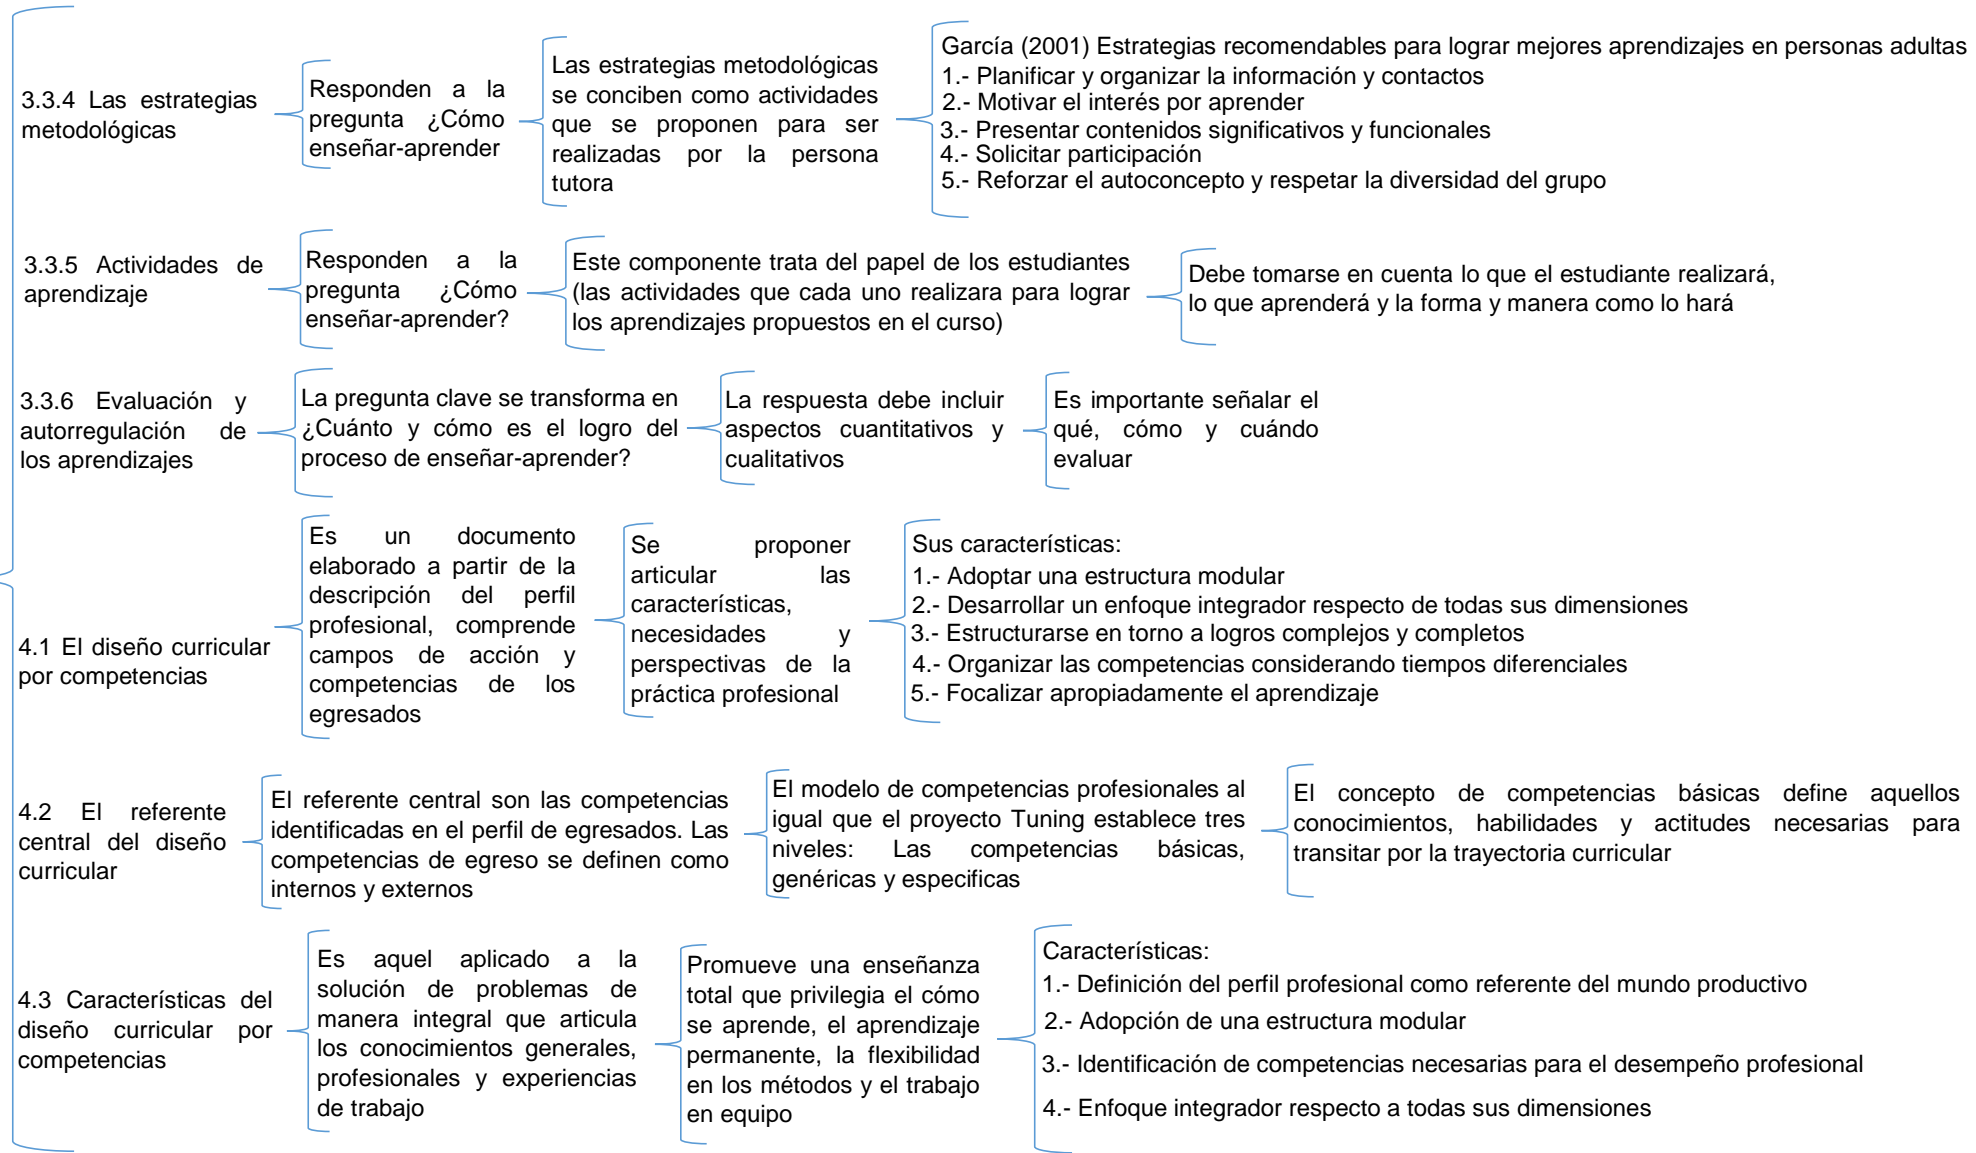 3.3.4 Las estrategias
metodológicas
Responden a la
pregunta ¿Cómo
enseñar-aprender
Las estrategias metodológicas
se conciben como actividades
que se proponen para ser
realizadas por la persona
tutora
García (2001) Estrategias recomendables para lograr mejores aprendizajes en personas adultas
1.- Planificar y organizar la información y contactos
2.- Motivar el interés por aprender
3.- Presentar contenidos significativos y funcionales
4.- Solicitar participación
5.- Reforzar el autoconcepto y respetar la diversidad del grupo
3.3.5 Actividades de
aprendizaje
Responden a la
pregunta ¿Cómo
enseñar-aprender?
Este componente trata del papel de los estudiantes
(las actividades que cada uno realizara para lograr
los aprendizajes propuestos en el curso)
Debe tomarse en cuenta lo que el estudiante realizará,
lo que aprenderá y la forma y manera como lo hará
3.3.6 Evaluación y
autorregulación de
los aprendizajes
La pregunta clave se transforma en
¿Cuánto y cómo es el logro del
proceso de enseñar-aprender?
La respuesta debe incluir
aspectos cuantitativos y
cualitativos
Es importante señalar el
qué, cómo y cuándo
evaluar
4.1 El diseño curricular
por competencias
Es un documento
elaborado a partir de la
descripción del perfil
profesional, comprende
campos de acción y
competencias de los
egresados
Se proponer
articular las
características,
necesidades y
perspectivas de la
práctica profesional
Sus características:
1.- Adoptar una estructura modular
2.- Desarrollar un enfoque integrador respecto de todas sus dimensiones
3.- Estructurarse en torno a logros complejos y completos
4.- Organizar las competencias considerando tiempos diferenciales
5.- Focalizar apropiadamente el aprendizaje
4.2 El referente
central del diseño
curricular
El referente central son las competencias
identificadas en el perfil de egresados. Las
competencias de egreso se definen como
internos y externos
El modelo de competencias profesionales al
igual que el proyecto Tuning establece tres
niveles: Las competencias básicas,
genéricas y especificas
El concepto de competencias básicas define aquellos
conocimientos, habilidades y actitudes necesarias para
transitar por la trayectoria curricular
4.3 Características del
diseño curricular por
competencias
Es aquel aplicado a la
solución de problemas de
manera integral que articula
los conocimientos generales,
profesionales y experiencias
de trabajo
Promueve una enseñanza
total que privilegia el cómo
se aprende, el aprendizaje
permanente, la flexibilidad
en los métodos y el trabajo
en equipo
Características:
1.- Definición del perfil profesional como referente del mundo productivo
2.- Adopción de una estructura modular
3.- Identificación de competencias necesarias para el desempeño profesional
4.- Enfoque integrador respecto a todas sus dimensiones